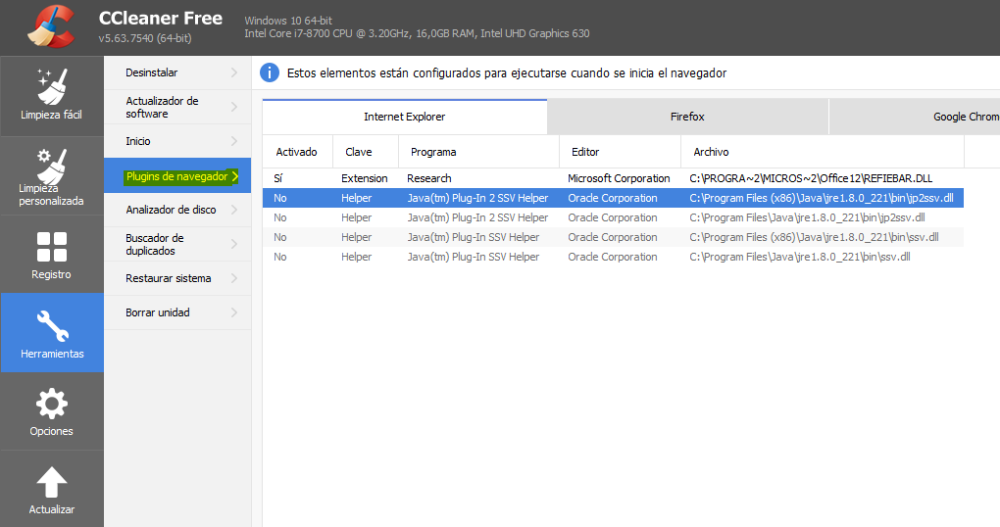 CCleaner Free
v5.63.7540 (64-bit)
Windows 10 64-bit
Intel Core i7-8700 CPU @ 3.20GHz, 16,0GB RAM, Intel UHD Graphics 630
Limpieza fácil
Limpieza
personalizada
Registro
Herramientas
Opciones
Actualizar
Desinstalar
Actualizador de
software
Inicio
Plugins de navegador
Analizador de disco
Buscador de
duplicados
Restaurar sistema
Borrar unidad
Estos elementos están configurados para ejecutarse cuando se inicia el navegador
Internet Explorer Firefox Google Chrom
Activado Clave Programa Editor Archivo
Sí Extension Research Microsoft Corporation C:\PROGRA~2\MICROS~2\Office12\REFIEBAR.DLL
No Helper Java(tm) Plug-In 2 SSV Helper Oracle Corporation C:\Program Files (x86)\Java\jre1.8.0_221\bin\jp2ssv.dll
No Helper Java(tm) Plug-In 2 SSV Helper Oracle Corporation C:\Program Files\Java\jre1.8.0_221\bin\jp2ssv.dll
No Helper Java(tm) Plug-In SSV Helper Oracle Corporation C:\Program Files (x86)\Java\jre1.8.0_221\bin\ssv.dll
No Helper Java(tm) Plug-In SSV Helper Oracle Corporation C:\Program Files\Java\jre1.8.0_221\bin\ssv.dll